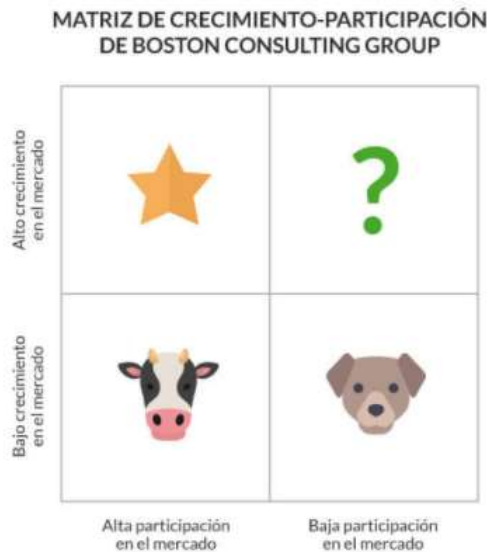 MATRIZ DE CRECIMIENTO-PARTICIPACIÓN
DE BOSTON CONSULTING GROUP
Alto crecimiento
en el mercado
?
Bajo crecimiento
en el mercado
Alta participación
en el mercado
Baja participación
en el mercado